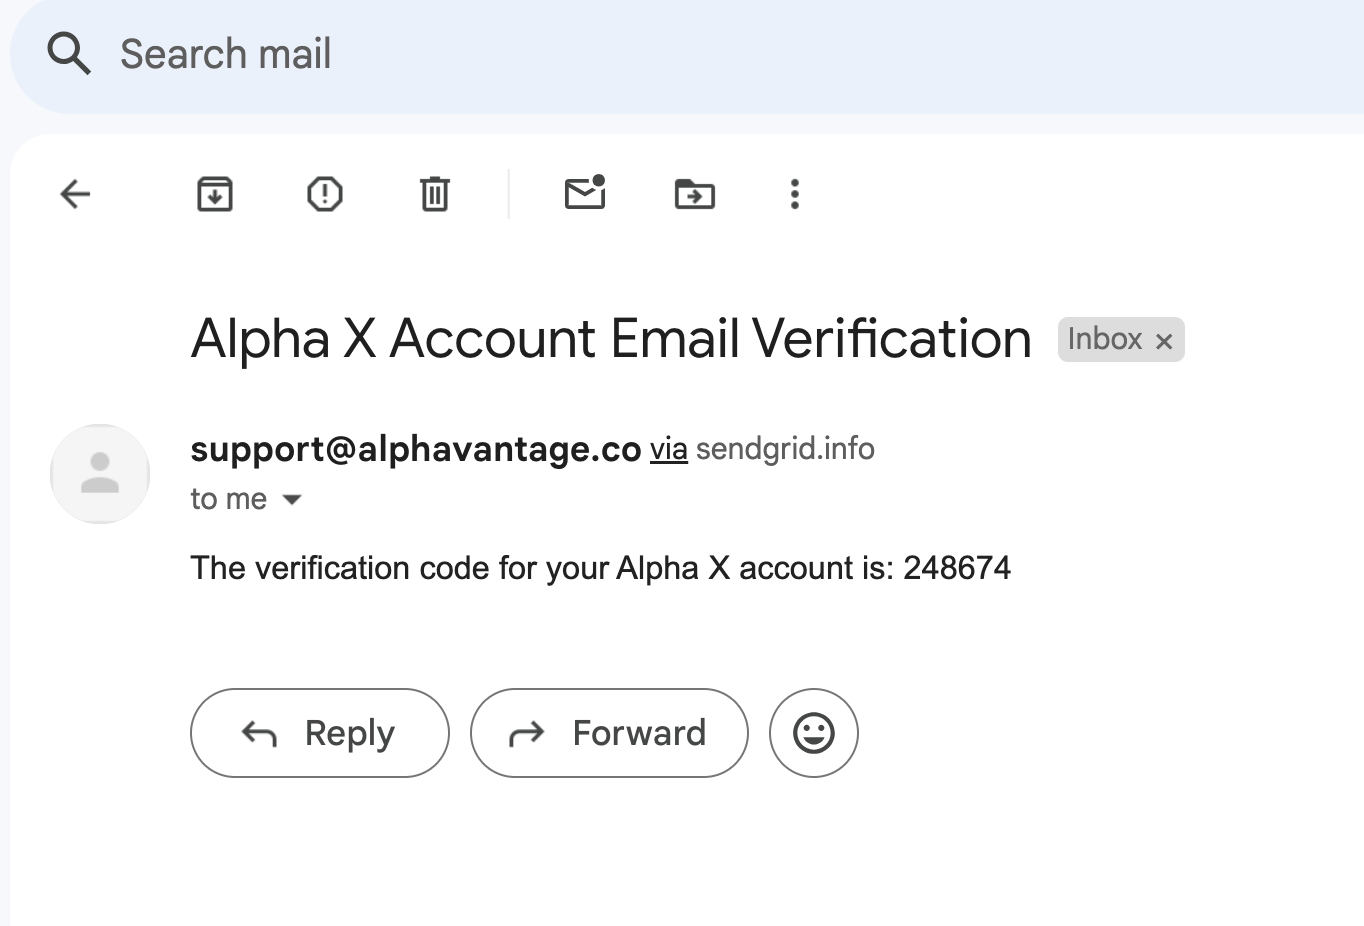 Search mail
Alpha X Account Email Verification Inbox ×
support@alphavantage.co via sendgrid.info
to me
The verification code for your Alpha X account is: 248674
Reply Forward